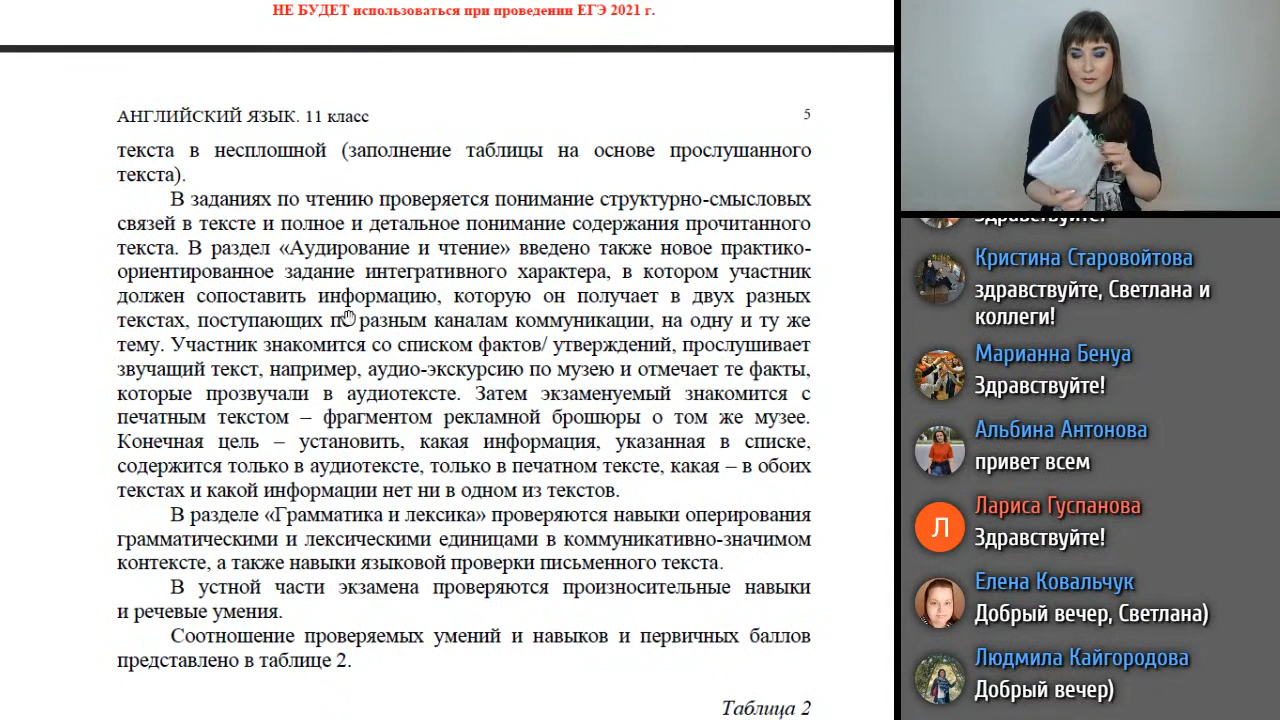 НЕ БУДЕТ использоваться при проведении ЕГЭ 2021 г.
АНГЛИЙСКИЙ ЯЗЫК. 11 класс
5
текста в несплошной (заполнение таблицы на основе прослушанного
текста).
В заданиях по чтению проверяется понимание структурно-смысловых
связей в тексте и полное и детальное понимание содержания прочитанного
текста. В раздел «Аудирование и чтение» введено также новое практико-
ориентированное задание интегративного характера, в котором участник
должен сопоставить информацию, которую он получает в двух разных
текстах, поступающих по разным каналам коммуникации, на одну и ту же
тему. Участник знакомится со списком фактов/ утверждений, прослушивает
звучащий текст, например, аудио-экскурсию по музею и отмечает те факты,
которые прозвучали в аудиотексте. Затем экзаменуемый знакомится с
печатным текстом – фрагментом рекламной брошюры о том же музее.
Конечная цель – установить, какая информация, указанная в списке,
содержится только в аудиотексте, только в печатном тексте, какая – в обоих
текстах и какой информации нет ни в одном из текстов.
В разделе «Грамматика и лексика» проверяются навыки оперирования
грамматическими и лексическими единицами в коммуникативно-значимом
контексте, а также навыки языковой проверки письменного текста.
В устной части экзамена проверяются произносительные навыки
и речевые умения.
Соотношение проверяемых умений и навыков и первичных баллов
представлено в таблице 2.
Таблица 2
Здравствуйте!
Кристина Старовойтова
здравствуйте, Светлана и
коллеги!
Марианна Бенуа
Здравствуйте!
Альбина Антонова
привет всем
Л
Лариса Гуспанова
Здравствуйте!
Елена Ковальчук
Добрый вечер, Светлана)
Людмила Кайгородова
Добрый вечер)